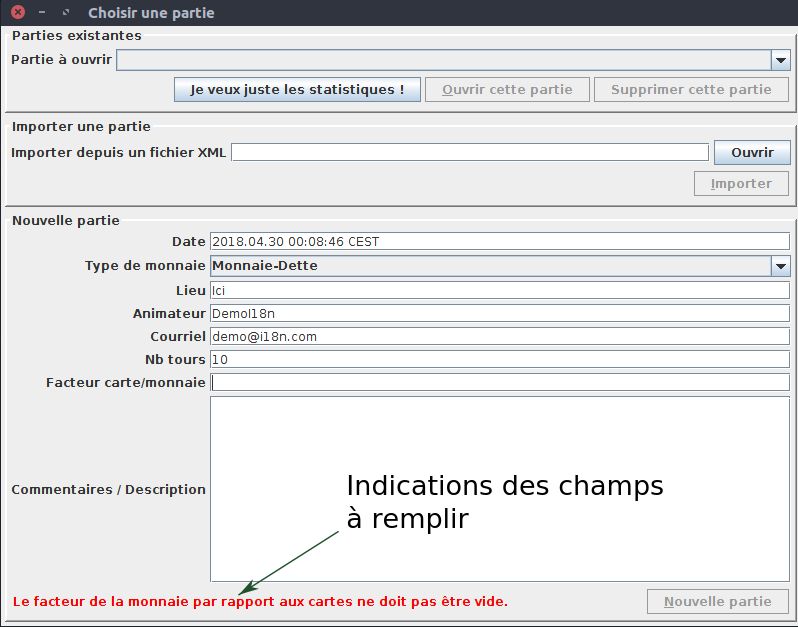 Choisir une partie
Parties existantes
Partie à ouvrir
Je veux juste les statistiques !
Ouvrir cette partie
Supprimer cette partie
Importer une partie
Importer depuis un fichier XML
Ouvrir
Importer
Nouvelle partie
Date 2018.04.30 00:08:46 CEST
Type de monnaie Monnaie-Dette
Lieu Ici
Animateur DemoI18n
Courriel demo@i18n.com
Nb tours 10
Facteur carte/monnaie
Commentaires / Description
Indications des champs
à remplir
Le facteur de la monnaie par rapport aux cartes ne doit pas être vide.
Nouvelle partie